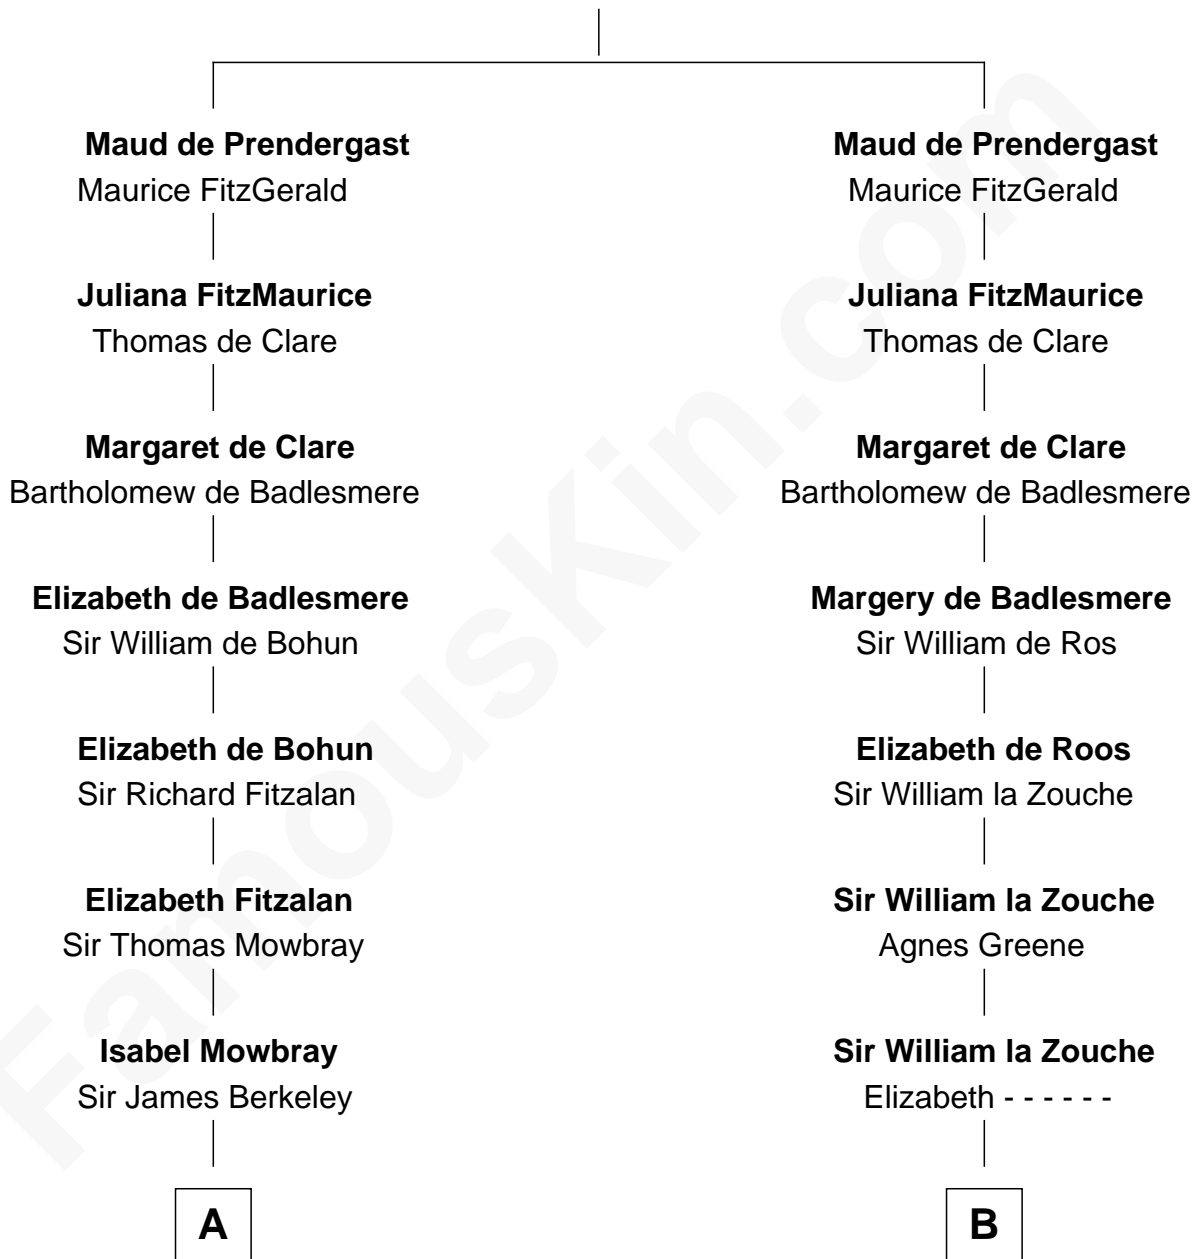 Maud de Prendergast
Maurice FitzGerald
Juliana FitzMaurice
Thomas de Clare
Margaret de Clare
Bartholomew de Badlesmere
Elizabeth de Badlesmere
Sir William de Bohun
Elizabeth de Bohun
Sir Richard Fitzalan
Elizabeth Fitzalan
Sir Thomas Mowbray
Isabel Mowbray
Sir James Berkeley
A
Maud de Prendergast
Maurice FitzGerald
Juliana FitzMaurice
Thomas de Clare
Margaret de Clare
Bartholomew de Badlesmere
Margery de Badlesmere
Sir William de Ros
Elizabeth de Roos
Sir William la Zouche
Sir William la Zouche
Agnes Greene
Sir William la Zouche
Elizabeth - - - - - -
B
FamousKin.com